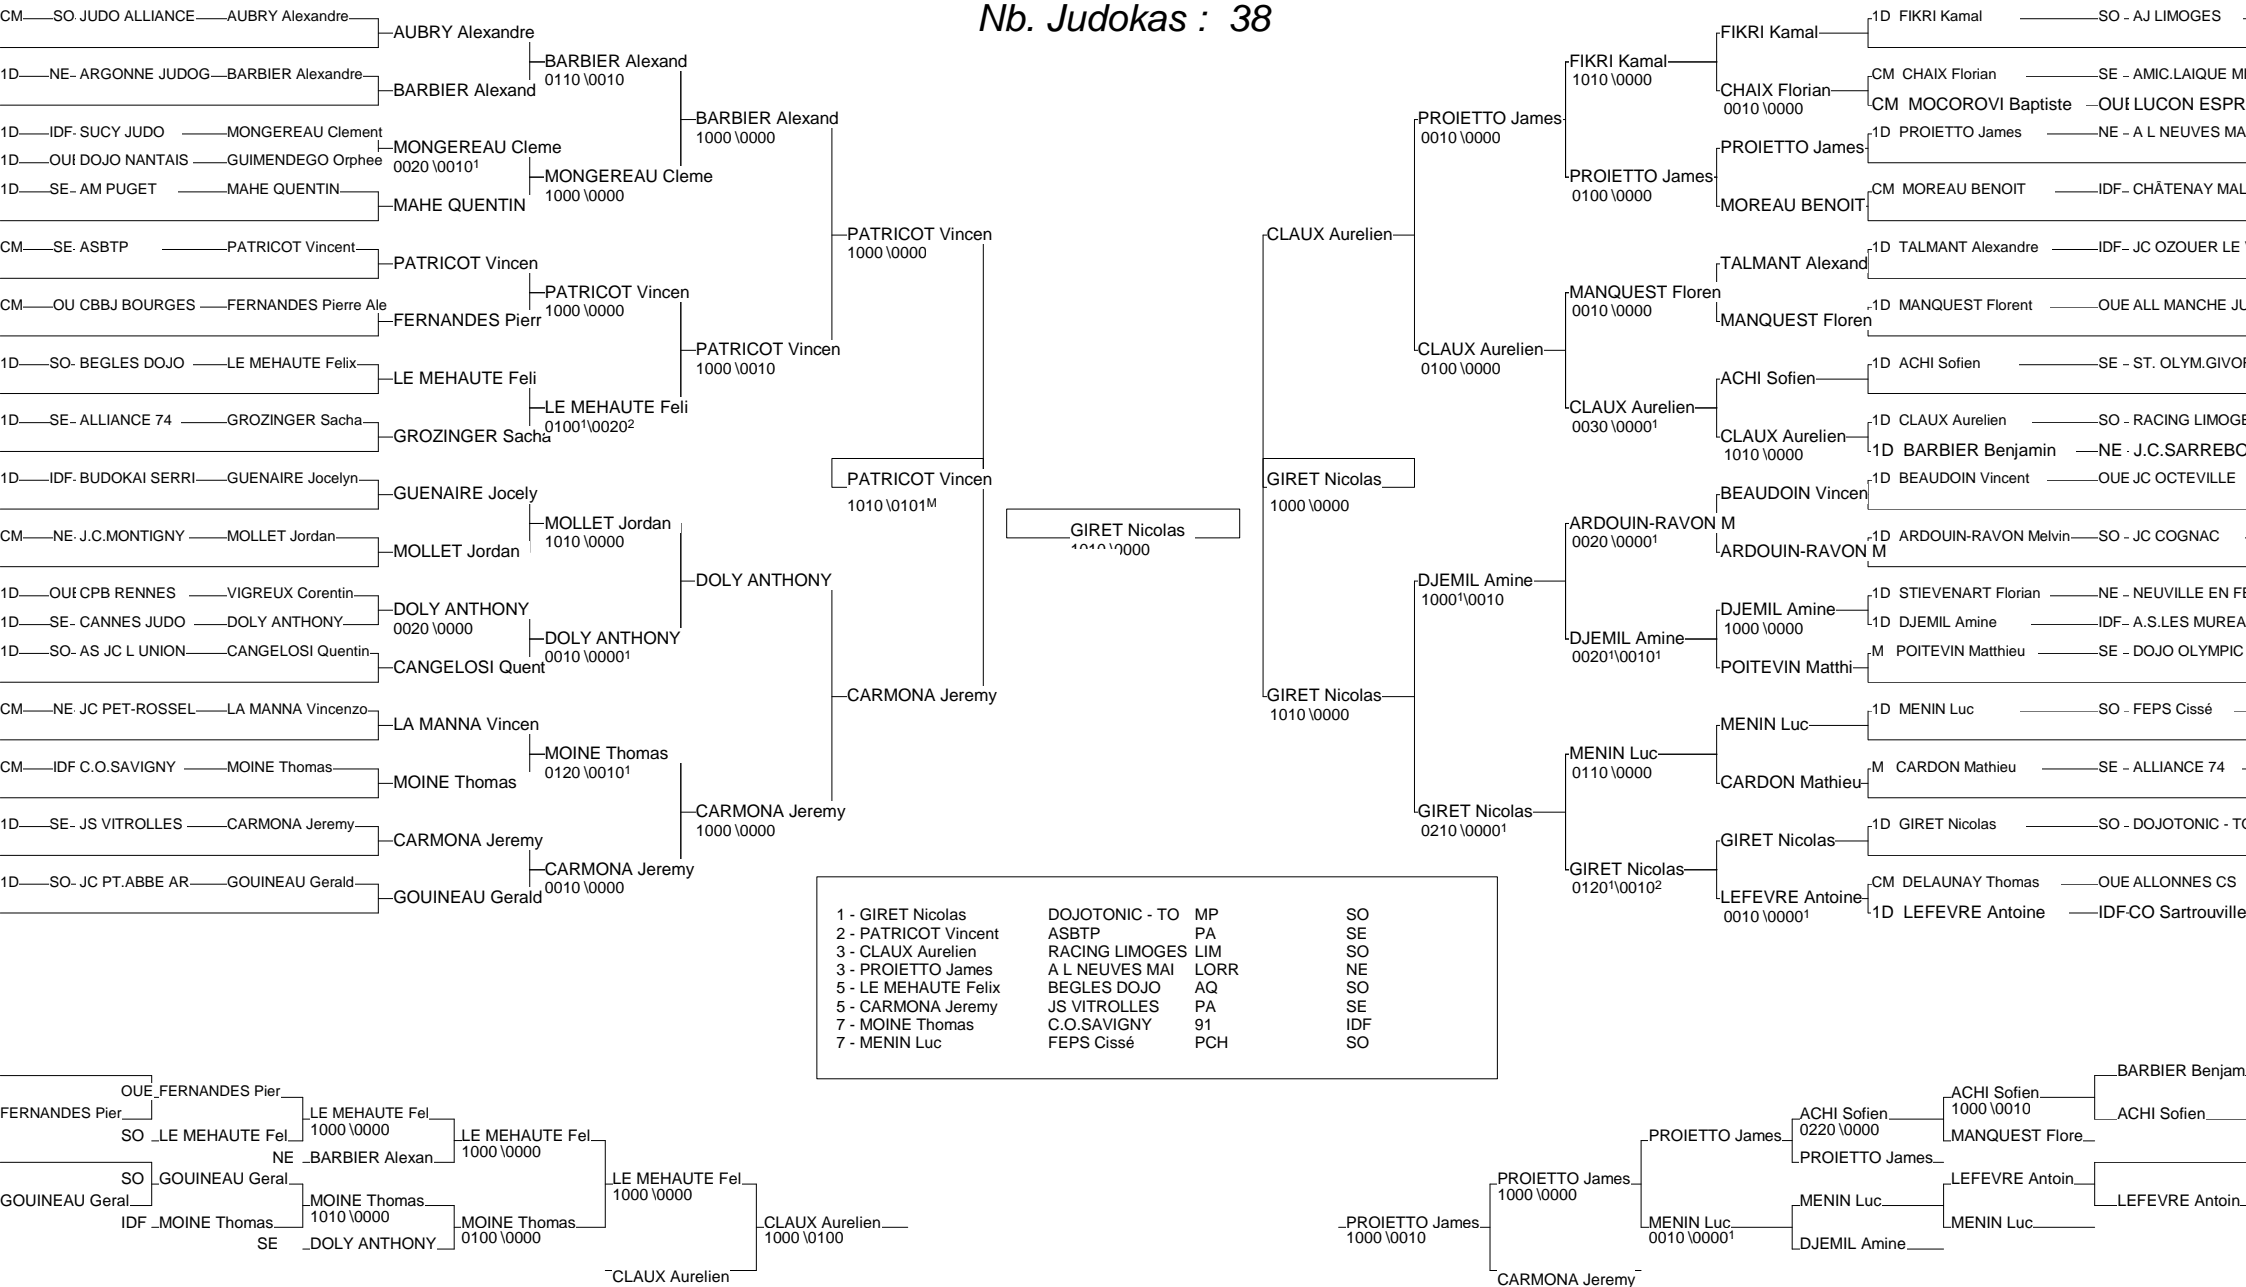 Nb. Judokas : 38
CM SO JUDO ALLIANCE AUBRY Alexandre
1D NE- ARGONNE JUDOG BARBIER Alexandre
1D IDF- SUCY JUDO MONGEREAU Clement
1D OUE DOJO NANTAIS GUIMENDEGO Orphee
1D SE- AM PUGET MAHE QUENTIN
CM SE- ASBTP PATRICOT Vincent
CM OU CBBJ BOURGES FERNANDES Pierre Ale
1D SO- BEGLES DOJO LE MEHAUTE Felix
1D SE- ALLIANCE 74 GROZINGER Sacha
1D IDF- BUDOKAI SERRI GUENAIRE Jocelyn
CM NE- J.C.MONTIGNY MOLLET Jordan
1D OUE CPB RENNES VIGREUX Corentin
1D SE- CANNES JUDO DOLY ANTHONY
1D SO- AS JC L UNION CANGELOSI Quentin
CM NE- JC PET-ROSSEL LA MANNA Vincenzo
CM IDF C.O.SAVIGNY MOINE Thomas
1D SE- JS VITROLLES CARMONA Jeremy
1D SO- JC PT.ABBE AR GOUINEAU Gerald
AUBRY Alexandre
BARBIER Alexand
MONGEREAU Cleme
0020 \0010¹
MAHE QUENTIN
PATRICOT Vincen
FERNANDES Pierr
LE MEHAUTE Feli
GROZINGER Sacha
GUENAIRE Jocely
MOLLET Jordan
DOLY ANTHONY
0020 \0000
CANGELOSI Quent
LA MANNA Vincen
MOINE Thomas
CARMONA Jeremy
GOUINEAU Gerald
BARBIER Alexand
0110 \0010
MONGEREAU Cleme
1000 \0000
PATRICOT Vincen
1000 \0000
LE MEHAUTE Feli
0100¹\0020²
MOLLET Jordan
1010 \0000
DOLY ANTHONY
0010 \0000¹
MOINE Thomas
0120 \0010¹
CARMONA Jeremy
0010 \0000
BARBIER Alexand
1000 \0000
PATRICOT Vincen
1000 \0010
DOLY ANTHONY
CARMONA Jeremy
1000 \0000
PATRICOT Vincen
1000 \0000
CARMONA Jeremy
PATRICOT Vincen
1010 \0101ᴹ
GIRET Nicolas
1010 \0000
GIRET Nicolas
1000 \0000
CLAUX Aurelien
GIRET Nicolas
1010 \0000
PROIETTO James
0010 \0000
CLAUX Aurelien
0100 \0000
DJEMIL Amine
1000¹\0010
GIRET Nicolas
0210 \0000¹
FIKRI Kamal
1010 \0000
PROIETTO James
0100 \0000
MANQUEST Floren
0010 \0000
CLAUX Aurelien
0030 \0000¹
ARDOUIN-RAVON M
0020 \0000¹
DJEMIL Amine
0020¹\0010¹
MENIN Luc
0110 \0000
GIRET Nicolas
0120¹\0010²
FIKRI Kamal
CHAIX Florian
0010 \0000
PROIETTO James
MOREAU BENOIT
TALMANT Alexand
MANQUEST Floren
ACHI Sofien
CLAUX Aurelien
1010 \0000
BEAUDOIN Vincen
ARDOUIN-RAVON M
DJEMIL Amine
1000 \0000
POITEVIN Matthi
MENIN Luc
CARDON Mathieu
GIRET Nicolas
LEFEVRE Antoine
0010 \0000¹
1D FIKRI Kamal SO - AJ LIMOGES
CM CHAIX Florian SE - AMIC.LAIQUE M
CM MOCOROVI Baptiste OUE LUCON ESPR
1D PROIETTO James NE - A L NEUVES MA
CM MOREAU BENOIT IDF- CHÂTENAY MAL
1D TALMANT Alexandre IDF- JC OZOUER LE
1D MANQUEST Florent OUE ALL MANCHE JU
1D ACHI Sofien SE - ST. OLYM.GIVO
1D CLAUX Aurelien SO - RACING LIMOGE
1D BARBIER Benjamin NE - J.C.SARREBO
1D BEAUDOIN Vincent OUE JC OCTEVILLE
1D ARDOUIN-RAVON Melvin SO - JC COGNAC
1D STIEVENART Florian NE - NEUVILLE EN FE
1D DJEMIL Amine IDF- A.S.LES MUREA
M POITEVIN Matthieu SE - DOJO OLYMPIC
1D MENIN Luc SO - FEPS Cissé
M CARDON Mathieu SE - ALLIANCE 74
1D GIRET Nicolas SO - DOJOTONIC - TO
CM DELAUNAY Thomas OUE ALLONNES CS
1D LEFEVRE Antoine IDF-CO Sartrouville
1 - GIRET Nicolas DOJOTONIC - TO MP SO
2 - PATRICOT Vincent ASBTP PA SE
3 - CLAUX Aurelien RACING LIMOGES LIM SO
3 - PROIETTO James A L NEUVES MAI LORR NE
5 - LE MEHAUTE Felix BEGLES DOJO AQ SO
5 - CARMONA Jeremy JS VITROLLES PA SE
7 - MOINE Thomas C.O.SAVIGNY 91 IDF
7 - MENIN Luc FEPS Cissé PCH SO
FERNANDES Pier
GOUINEAU Geral
OUE FERNANDES Pier
SO LE MEHAUTE Fel
NE BARBIER Alexan
SO GOUINEAU Geral
IDF MOINE Thomas
SE DOLY ANTHONY
LE MEHAUTE Fel
1000 \0000
MOINE Thomas
1010 \0000
LE MEHAUTE Fel
1000 \0000
MOINE Thomas
0100 \0000
LE MEHAUTE Fel
1000 \0000
CLAUX Aurelien
CLAUX Aurelien
1000 \0100
PROIETTO James
1000 \0010
PROIETTO James
1000 \0000
CARMONA Jeremy
PROIETTO James
MENIN Luc
0010 \0000¹
ACHI Sofien
0220 \0000
PROIETTO James
MENIN Luc
DJEMIL Amine
ACHI Sofien
1000 \0010
MANQUEST Flore
LEFEVRE Antoin
MENIN Luc
BARBIER Benjam
ACHI Sofien
LEFEVRE Antoin